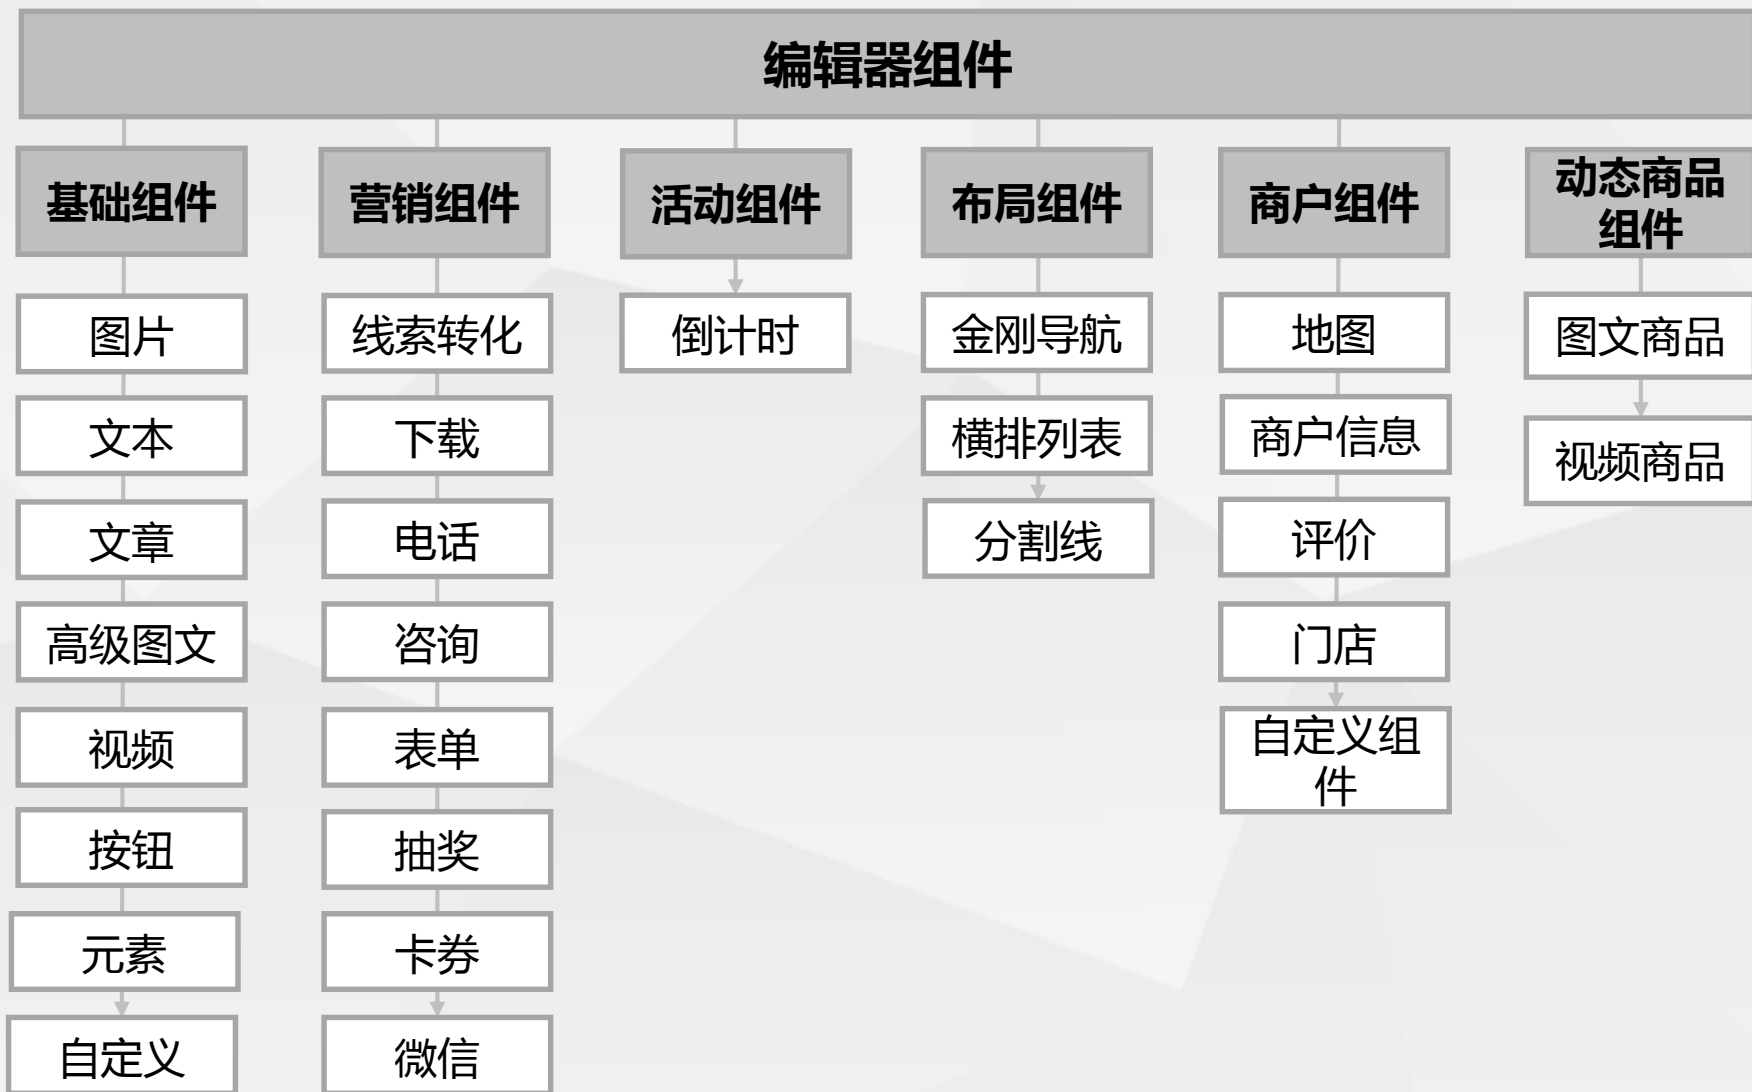 编辑器组件
基础组件
图片
文本
文章
高级图文
视频
按钮
元素
自定义
营销组件
线索转化
下载
电话
咨询
表单
抽奖
卡券
微信
活动组件
倒计时
布局组件
金刚导航
横排列表
分割线
商户组件
地图
商户信息
评价
门店
自定义组
件
动态商品
组件
图文商品
视频商品